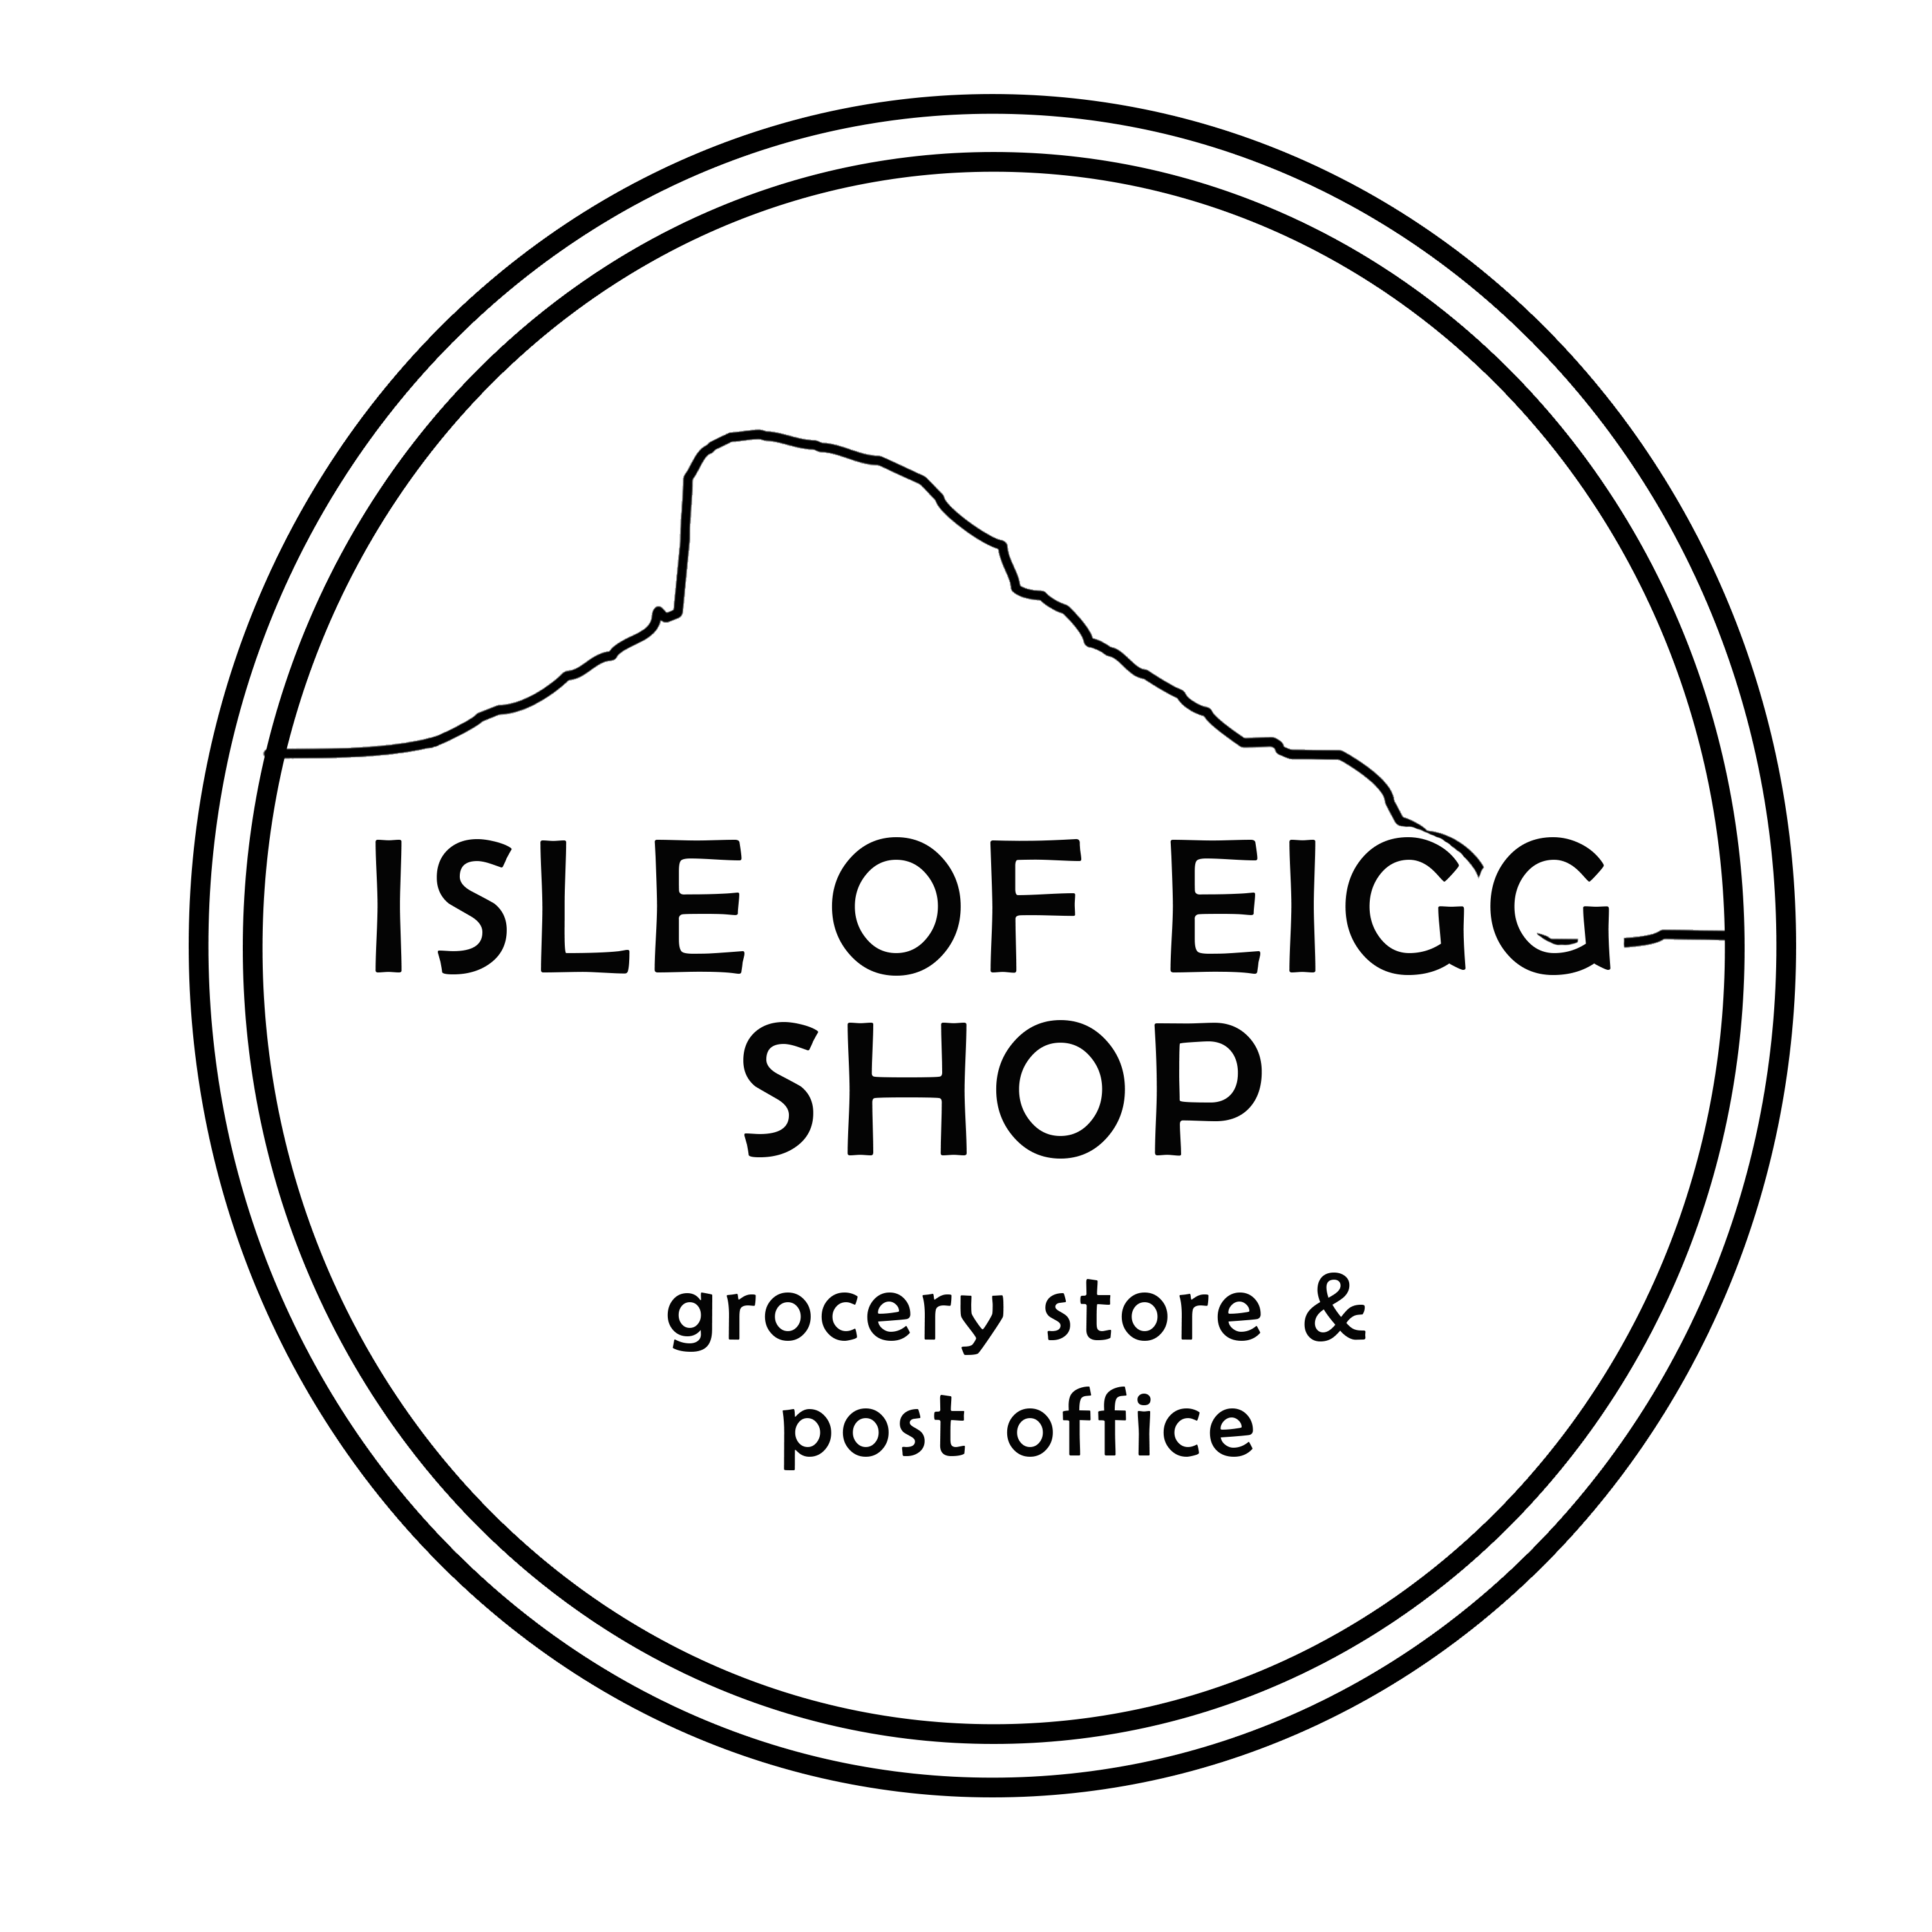 ISLE OF EIGG
SHOP
grocery store &
post office